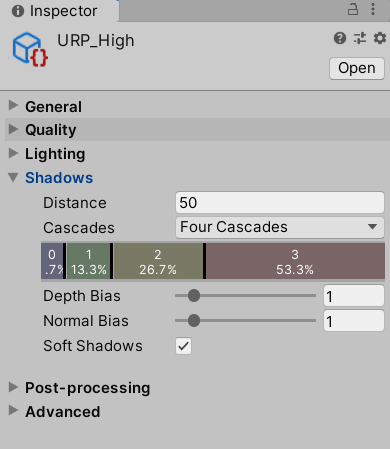 Inspector
URP_High
Open
General
Quality
Lighting
Shadows
Distance 50
Cascades Four Cascades
0 1 2 3
.7% 13.3% 26.7% 53.3%
Depth Bias 1
Normal Bias 1
Soft Shadows
Post-processing
Advanced